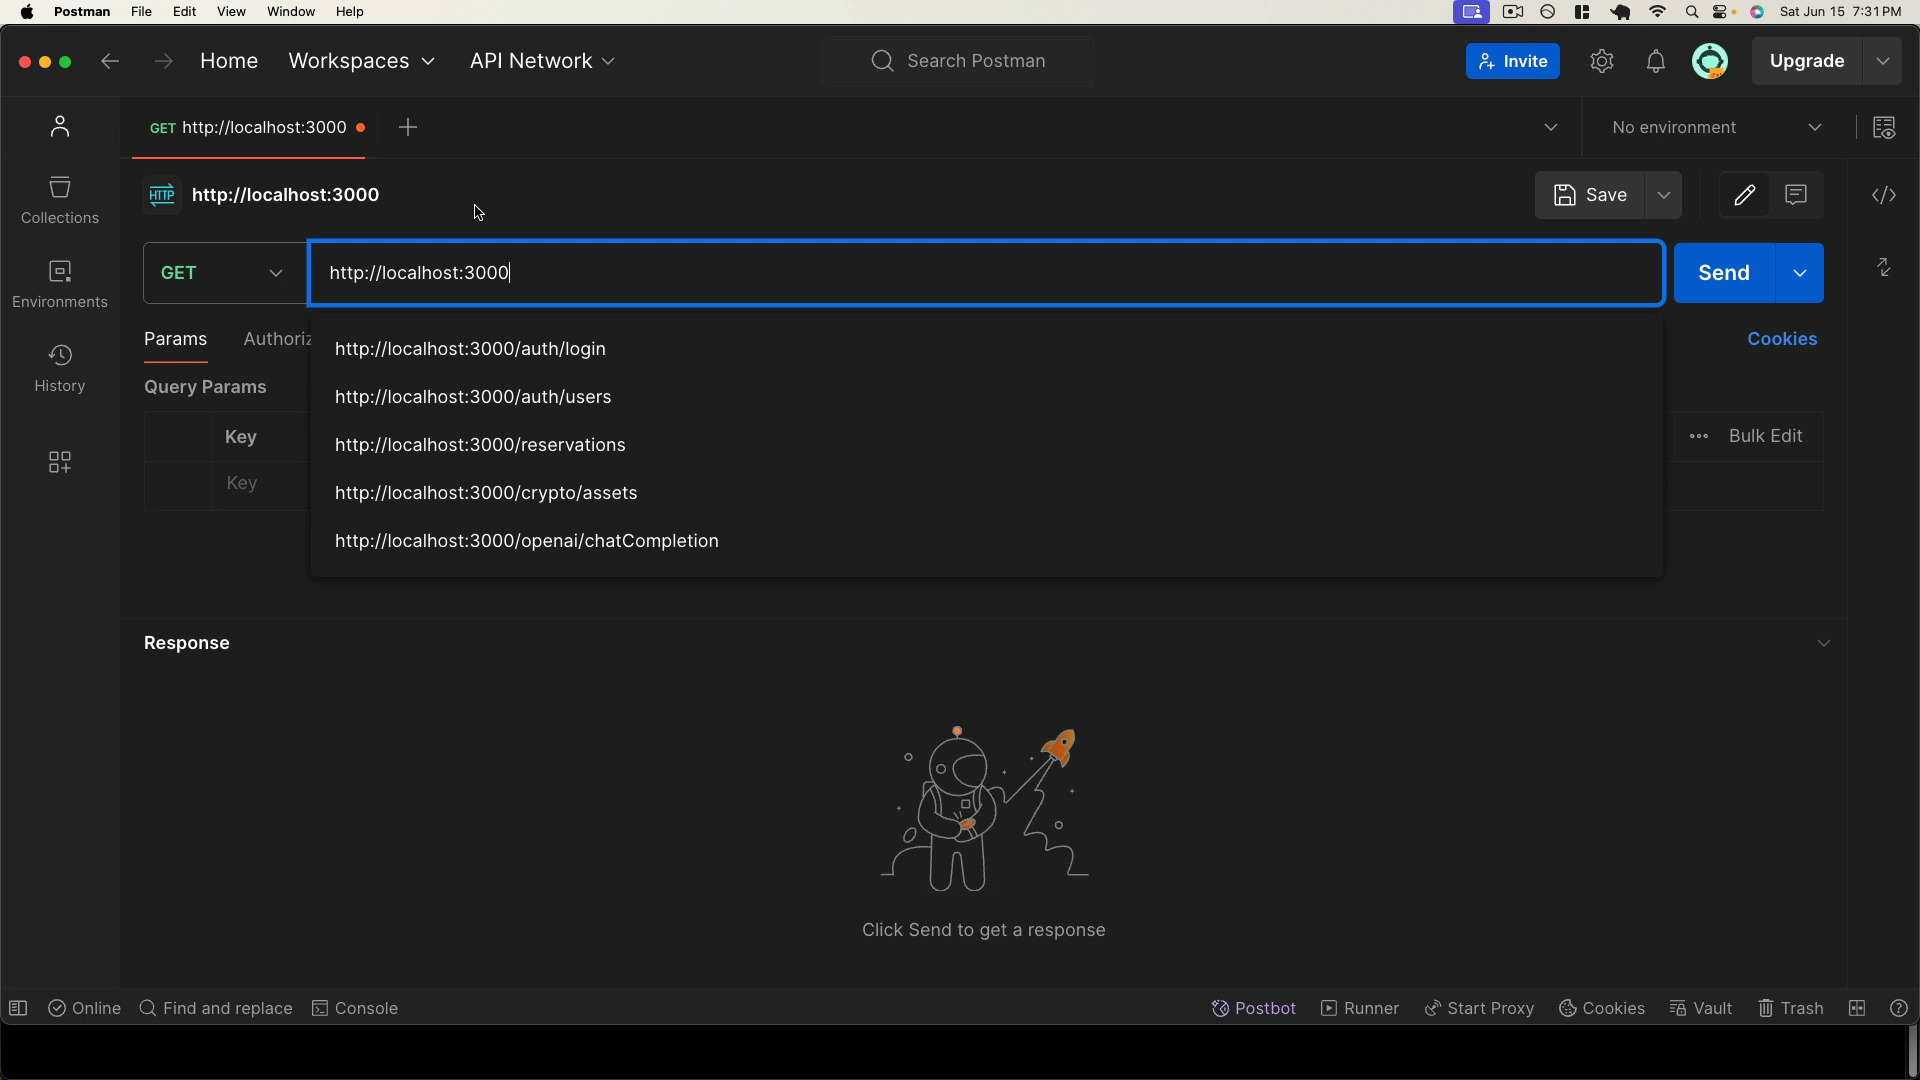 Postman File Edit View Window Help Sat Jun 15 7:31 PM
Home Workspaces API Network Search Postman Invite Upgrade
GET http://localhost:3000 No environment
HTTP http://localhost:3000 Save </>
GET http://localhost:3000 Send
Params Authoriz Cookies
http://localhost:3000/auth/login
Query Params
http://localhost:3000/auth/users
Key Bulk Edit
http://localhost:3000/reservations
Key
http://localhost:3000/crypto/assets
http://localhost:3000/openai/chatCompletion
Collections
Environments
History
Response
Click Send to get a response
Online Find and replace Console Postbot Runner Start Proxy Cookies Vault Trash